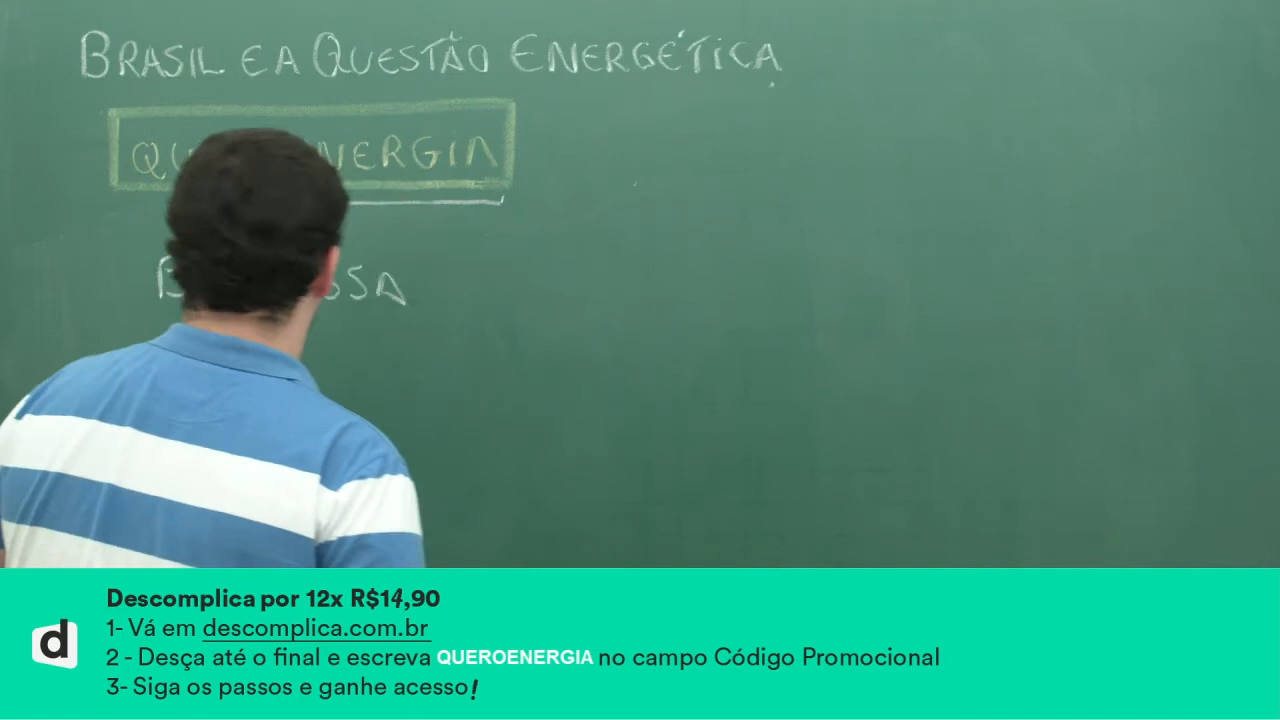 BRASIL E A QUESTÃO ENERGÉTICA
d
Descomplica por 12x R$14,90
1- Vá em descomplica.com.br
2 - Desça até o final e escreva QUEROENERGIA no campo Código Promocional
3- Siga os passos e ganhe acesso!